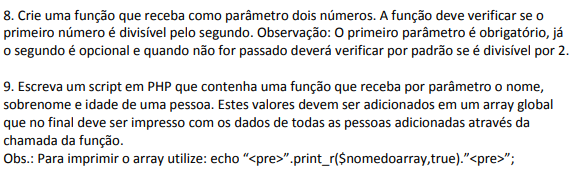 8. Crie uma função que receba como parâmetro dois números. A função deve verificar se o
primeiro número é divisível pelo segundo. Observação: O primeiro parâmetro é obrigatório, já
o segundo é opcional e quando não for passado deverá verificar por padrão se é divisível por 2.
9. Escreva um script em PHP que contenha uma função que receba por parâmetro o nome,
sobrenome e idade de uma pessoa. Estes valores devem ser adicionados em um array global
que no final deve ser impresso com os dados de todas as pessoas adicionadas através da
chamada da função.
Obs.: Para imprimir o array utilize: echo “<pre>”.print_r($nomedoarray,true).”<pre>”;